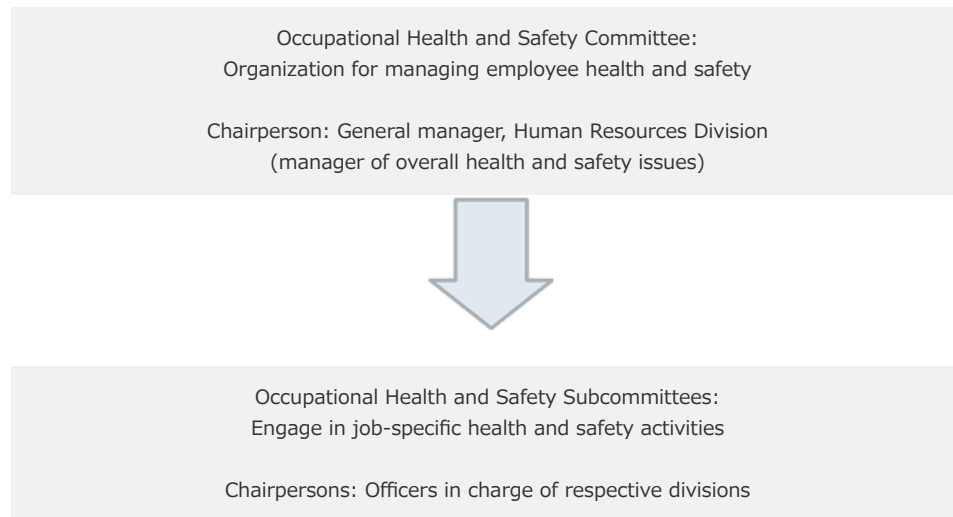 Occupational Health and Safety Committee:
Organization for managing employee health and safety
Chairperson: General manager, Human Resources Division
(manager of overall health and safety issues)
Occupational Health and Safety Subcommittees:
Engage in job-specific health and safety activities
Chairpersons: Officers in charge of respective divisions